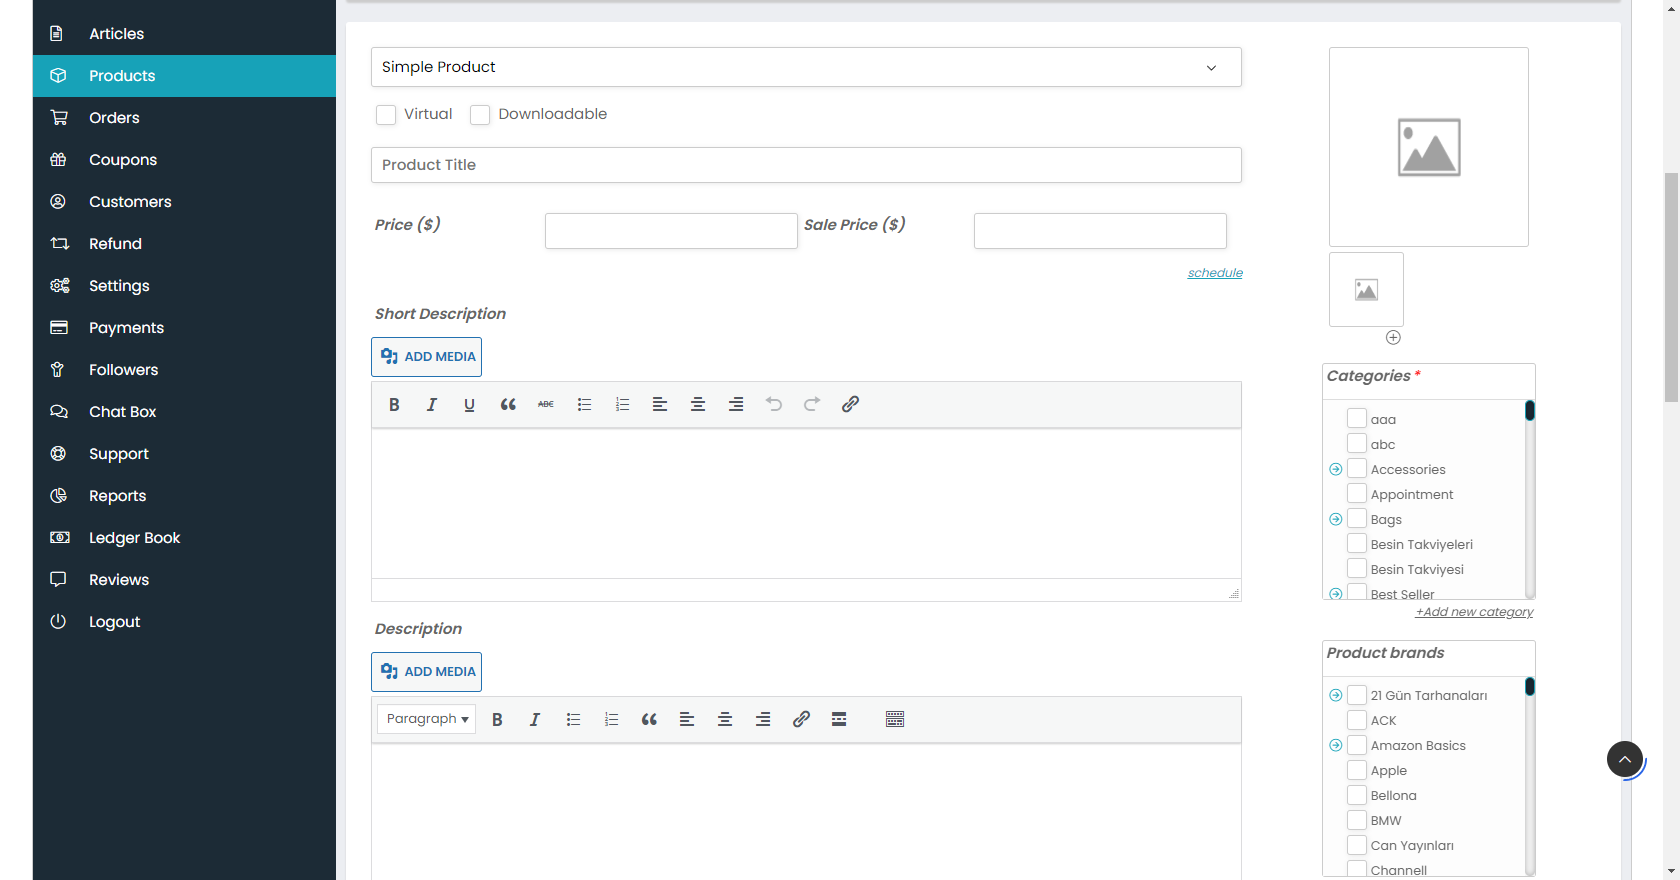 Articles
Products
Orders
Coupons
Customers
Refund
Settings
Payments
Followers
Chat Box
Support
Reports
Ledger Book
Reviews
Logout
Simple Product
Virtual
Downloadable
Product Title
Price ($)
Sale Price ($)
schedule
Short Description
ADD MEDIA
B I U ABC
Description
ADD MEDIA
Paragraph
B I
Categories *
aaa
abc
Accessories
Appointment
Bags
Besin Takviyeleri
Besin Takviyesi
Best Seller
+Add new category
Product brands
21 Gün Tarhanaları
ACK
Amazon Basics
Apple
Bellona
BMW
Can Yayınları
Channell